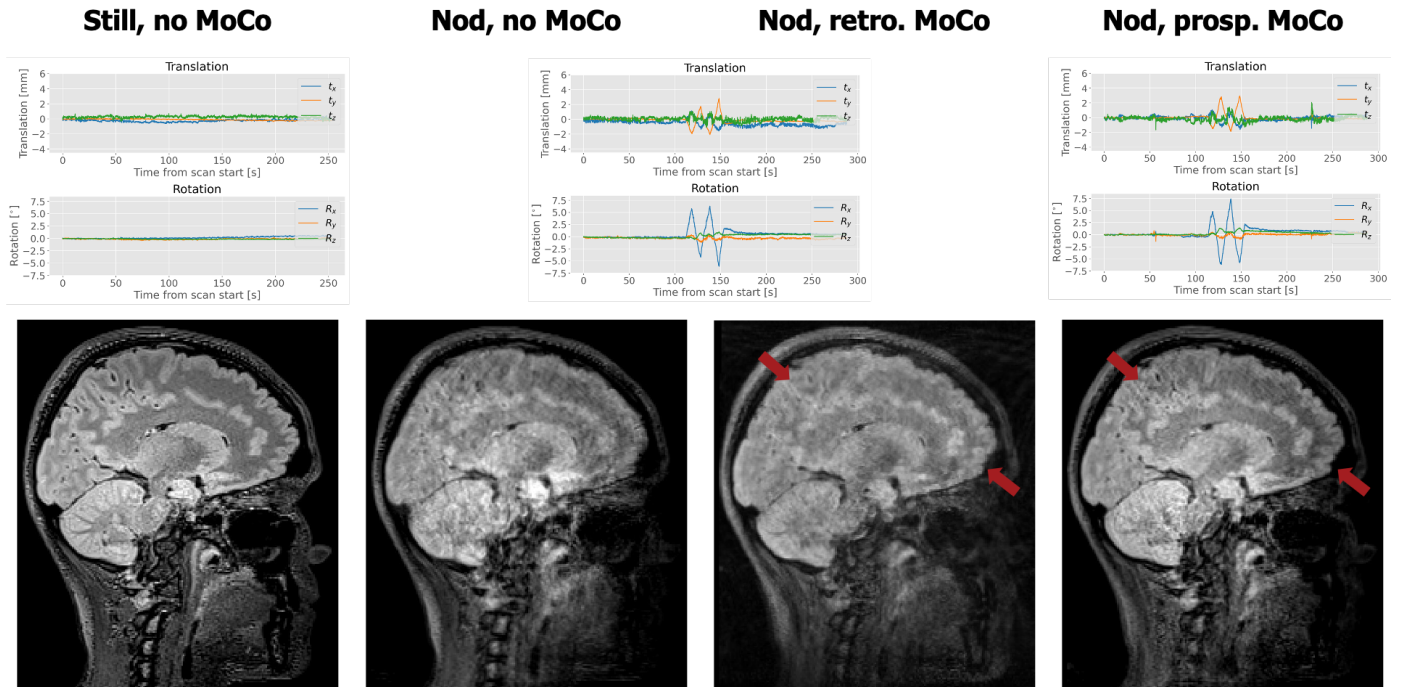 Still, no MoCo
Nod, no MoCo
Nod, retro. MoCo
Nod, prosp. MoCo
Translation
Translation [mm]
6
4
2
0
−2
−4
tx
ty
tz
0 50 100 150 200 250
Time from scan start [s]
Rotation
Rotation [°]
7.5
5.0
2.5
0.0
−2.5
−5.0
−7.5
Rx
Ry
Rz
0 50 100 150 200 250
Time from scan start [s]
Translation
Translation [mm]
6
4
2
0
−2
−4
tx
ty
tz
0 50 100 150 200 250 300
Time from scan start [s]
Rotation
Rotation [°]
7.5
5.0
2.5
0.0
−2.5
−5.0
−7.5
Rx
Ry
Rz
0 50 100 150 200 250 300
Time from scan start [s]
Translation
Translation [mm]
6
4
2
0
−2
−4
tx
ty
tz
0 50 100 150 200 250 300
Time from scan start [s]
Rotation
Rotation [°]
7.5
5.0
2.5
0.0
−2.5
−5.0
−7.5
Rx
Ry
Rz
0 50 100 150 200 250 300
Time from scan start [s]